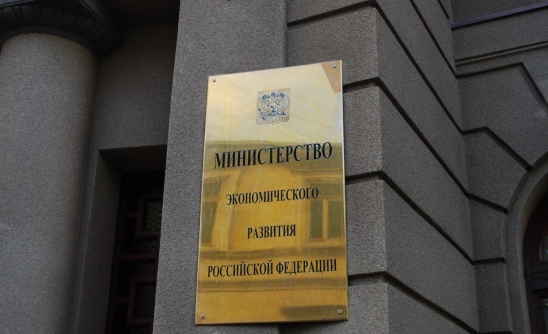 МИНИСТЕРСТВО
ЭКОНОМИЧЕСКОГО
РАЗВИТИЯ
РОССИЙСКОЙ ФЕДЕРАЦИИ